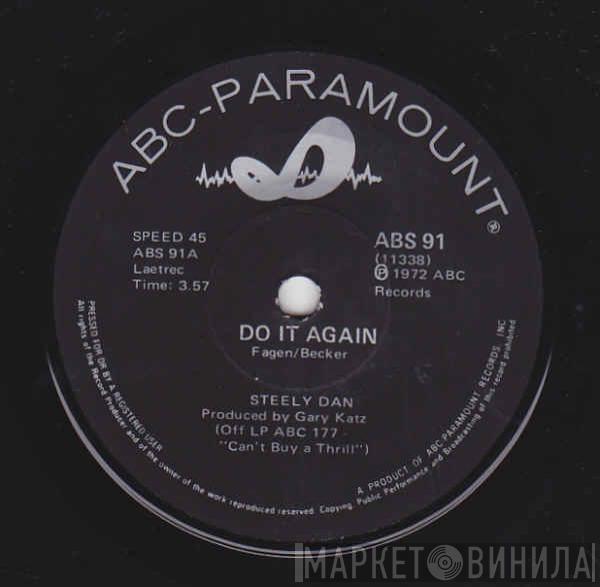 ABC-PARAMOUNT®
SPEED 45
ABS 91A
Laetrec
Time: 3.57
ABS 91
(11338)
℗ 1972 ABC
Records
DO IT AGAIN
Fagen/Becker
STEELY DAN
Produced by Gary Katz
(Off LP ABC 177 -
"Can't Buy a Thrill")
PRESSED FOR OR BY A REGISTERED USER
All rights of the Record Producer and of the owner of the work reproduced reserved. Copying, Public Performance and Broadcasting of this record prohibited
A PRODUCT OF ABC-PARAMOUNT RECORDS, INC
МАРКЕТ ВИНИЛА